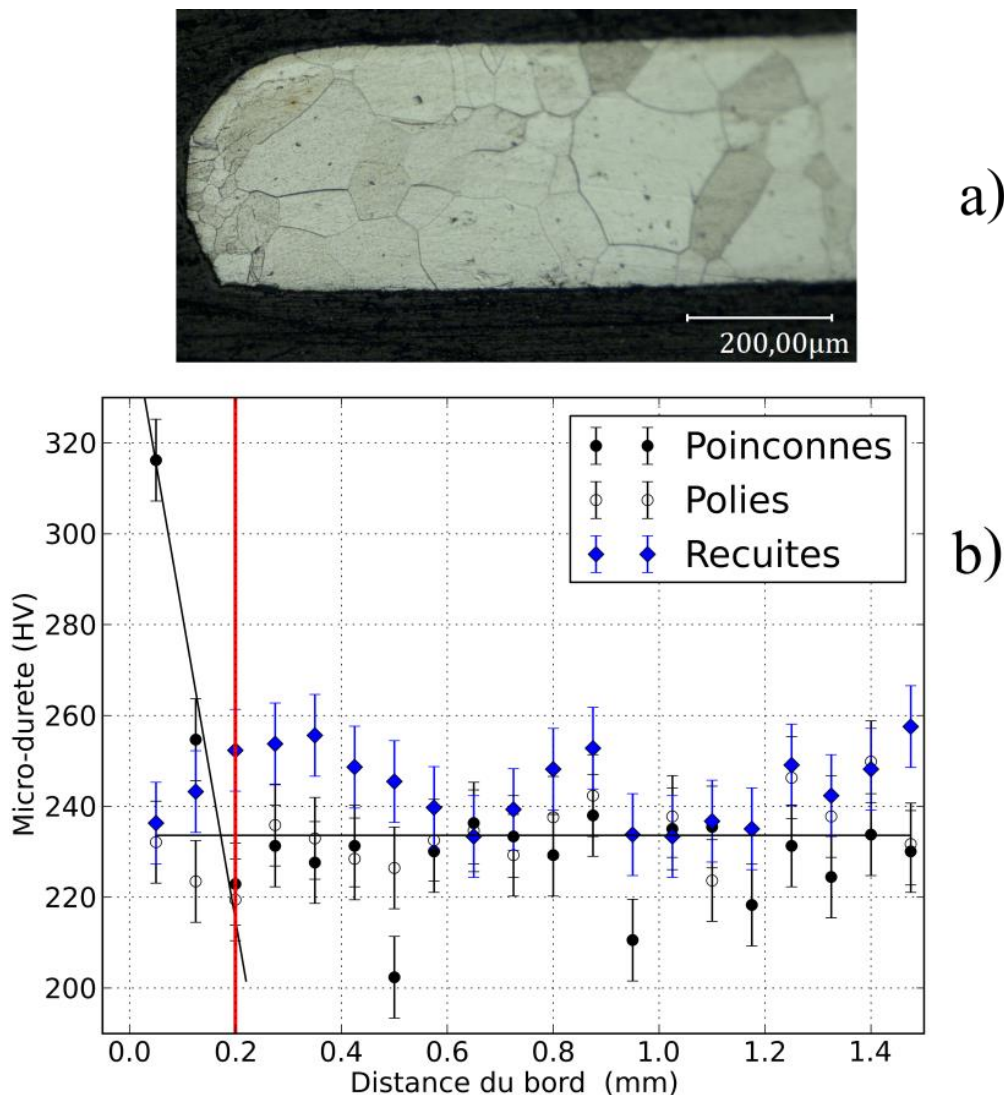 a)
200,00µm
b)
Poinconnes
Polies
Recuites
Micro-durete (HV)
320
300
280
260
240
220
200
0.0 0.2 0.4 0.6 0.8 1.0 1.2 1.4
Distance du bord (mm)